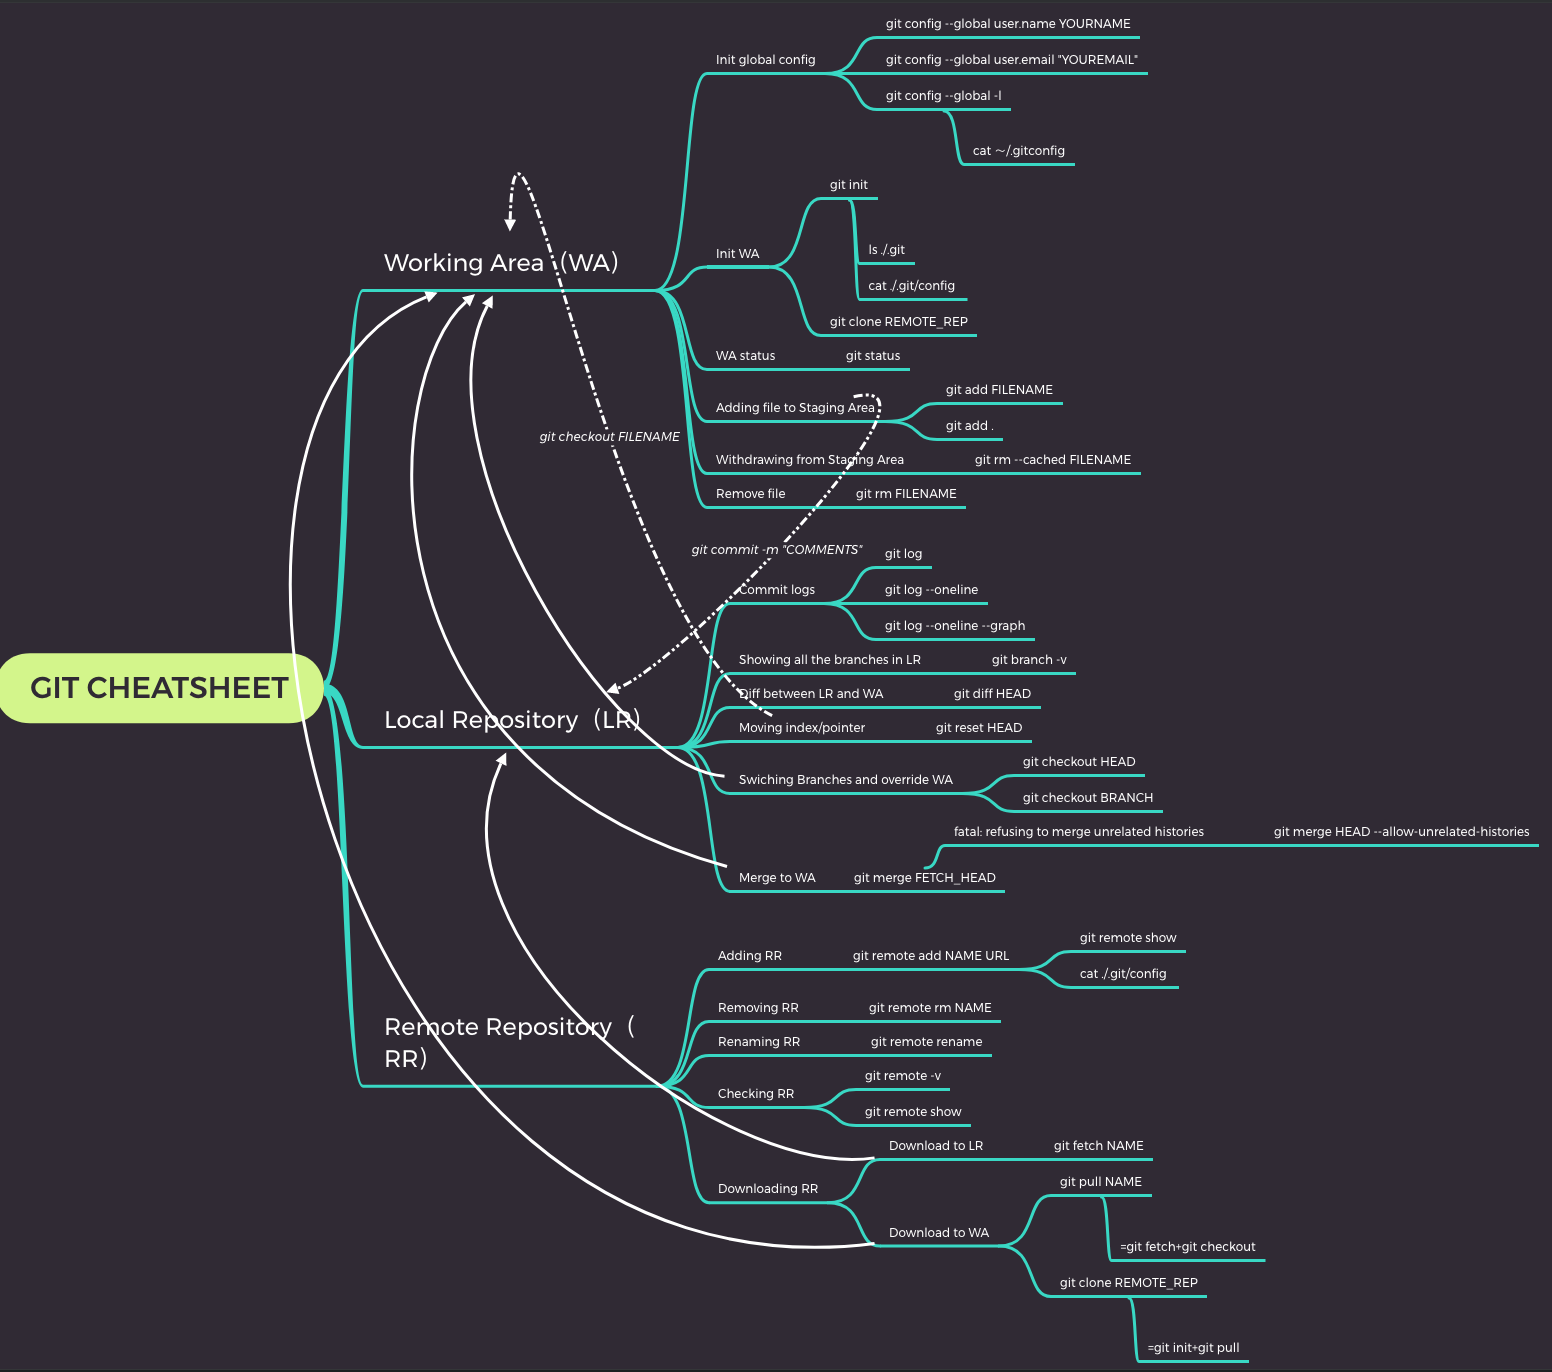 git config --global user.name YOURNAME
Init global config
git config --global user.email "YOUREMAIL"
git config --global -l
cat ～/.gitconfig
git init
Working Area（WA）
Init WA
ls ./.git
cat ./.git/config
git clone REMOTE_REP
WA status
git status
Adding file to Staging Area
git add FILENAME
git add .
git checkout FILENAME
Withdrawing from Staging Area
git rm --cached FILENAME
Remove file
git rm FILENAME
git commit -m "COMMENTS"
Commit logs
git log
git log --oneline
git log --oneline --graph
GIT CHEATSHEET
Local Repository（LR）
Showing all the branches in LR
git branch -v
Diff between LR and WA
git diff HEAD
Moving index/pointer
git reset HEAD
Swiching Branches and override WA
git checkout HEAD
git checkout BRANCH
fatal: refusing to merge unrelated histories
git merge HEAD --allow-unrelated-histories
Merge to WA
git merge FETCH_HEAD
Remote Repository（
RR）
Adding RR
git remote add NAME URL
git remote show
cat ./.git/config
Removing RR
git remote rm NAME
Renaming RR
git remote rename
Checking RR
git remote -v
git remote show
Downloading RR
Download to LR
git fetch NAME
Download to WA
git pull NAME
=git fetch+git checkout
git clone REMOTE_REP
=git init+git pull